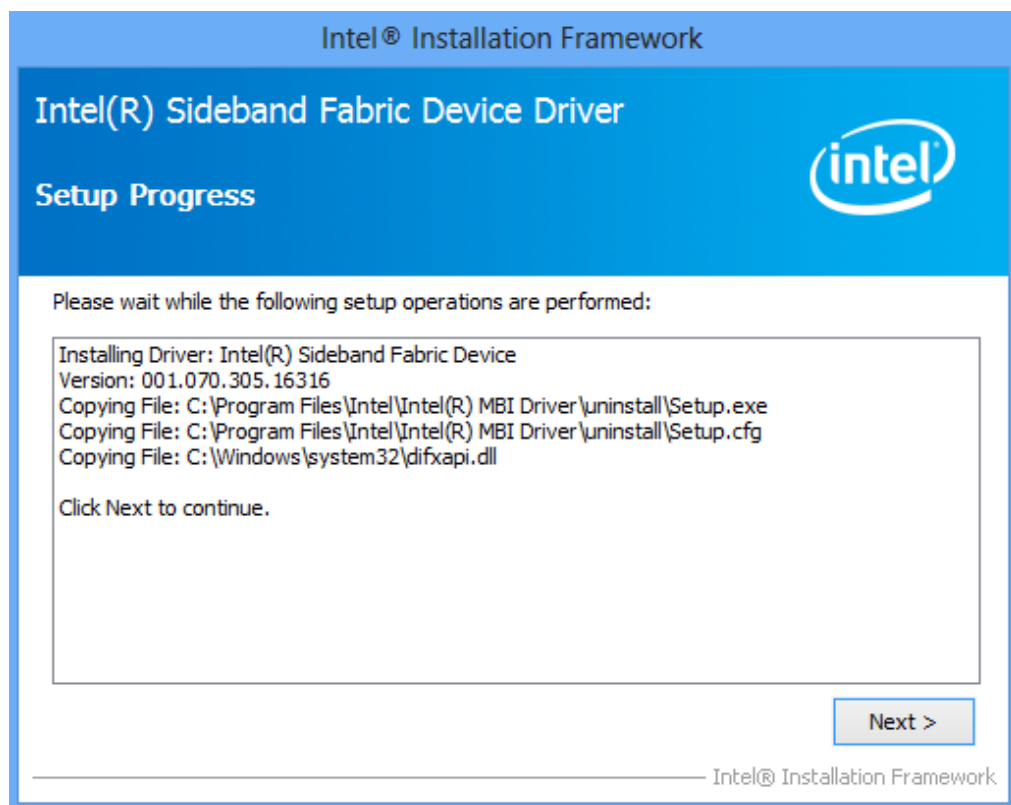 Intel® Installation Framework
Intel(R) Sideband Fabric Device Driver
intel
Setup Progress
Please wait while the following setup operations are performed:
Installing Driver: Intel(R) Sideband Fabric Device
Version: 001.070.305.16316
Copying File: C:\Program Files\Intel\Intel(R) MBI Driver\uninstall\Setup.exe
Copying File: C:\Program Files\Intel\Intel(R) MBI Driver\uninstall\Setup.cfg
Copying File: C:\Windows\system32\difxapi.dll
Click Next to continue.
Next >
Intel® Installation Framework